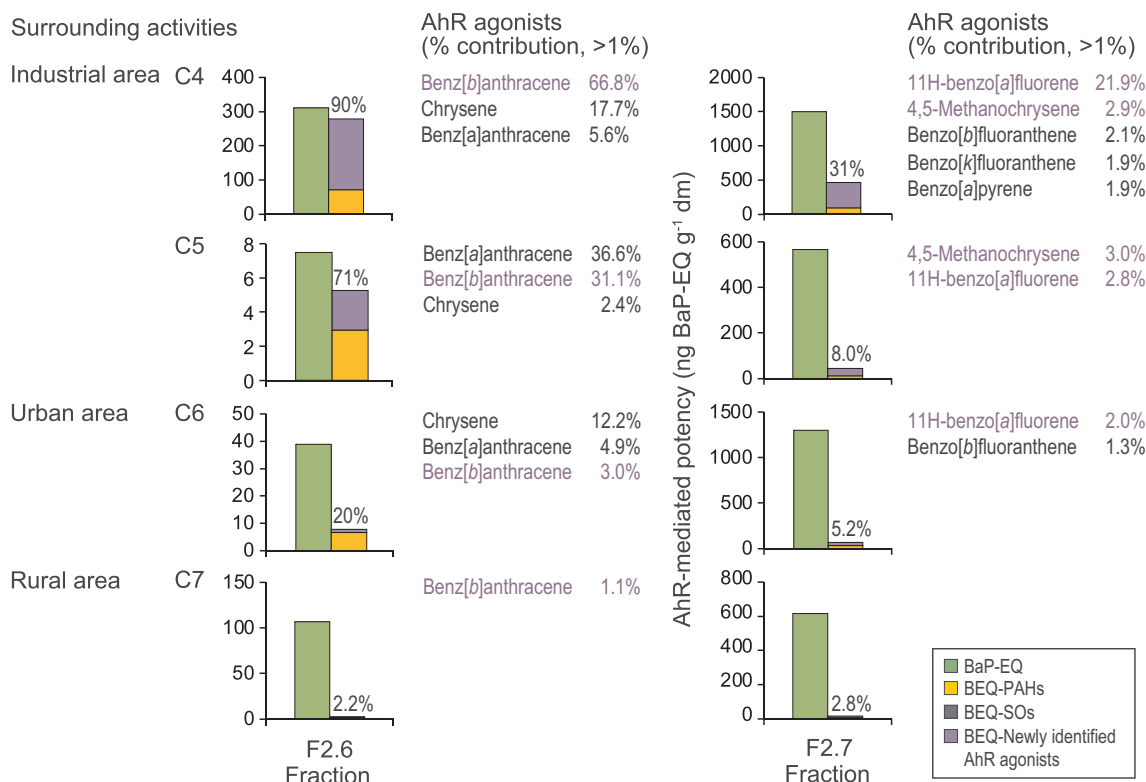 Surrounding activities
AhR agonists
(% contribution, >1%)
AhR agonists
(% contribution, >1%)
Industrial area
C4
400
300
200
100
0
90%
Benz[b]anthracene 66.8%
Chrysene 17.7%
Benz[a]anthracene 5.6%
2000
1500
1000
500
0
31%
11H-benzo[a]fluorene 21.9%
4,5-Methanochrysene 2.9%
Benzo[b]fluoranthene 2.1%
Benzo[k]fluoranthene 1.9%
Benzo[a]pyrene 1.9%
C5
8
6
4
2
0
71%
Benz[a]anthracene 36.6%
Benz[b]anthracene 31.1%
Chrysene 2.4%
AhR-mediated potency (ng BaP-EQ g-1 dm)
600
400
200
0
8.0%
4,5-Methanochrysene 3.0%
11H-benzo[a]fluorene 2.8%
Urban area
C6
50
40
30
20
10
0
20%
Chrysene 12.2%
Benz[a]anthracene 4.9%
Benz[b]anthracene 3.0%
1500
1000
500
0
5.2%
11H-benzo[a]fluorene 2.0%
Benzo[b]fluoranthene 1.3%
Rural area
C7
150
100
50
0
2.2%
Benz[b]anthracene 1.1%
800
600
400
200
0
2.8%
F2.6
Fraction
F2.7
Fraction
BaP-EQ
BEQ-PAHs
BEQ-SOs
BEQ-Newly identified
AhR agonists